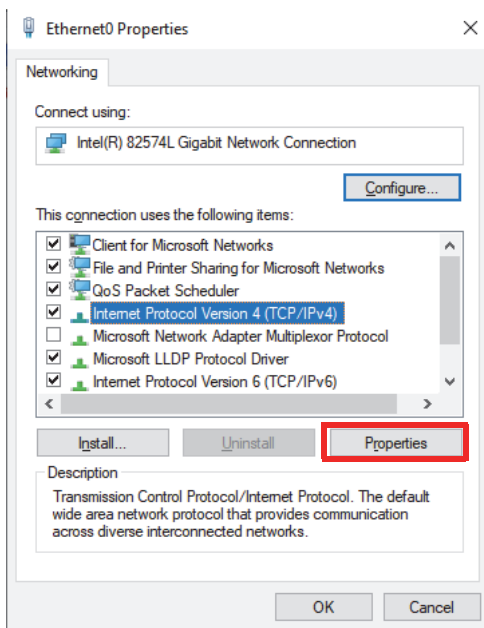 Ethernet0 Properties
Networking
Connect using:
Intel(R) 82574L Gigabit Network Connection
Configure...
This connection uses the following items:
Client for Microsoft Networks
File and Printer Sharing for Microsoft Networks
QoS Packet Scheduler
Internet Protocol Version 4 (TCP/IPv4)
Microsoft Network Adapter Multiplexor Protocol
Microsoft LLDP Protocol Driver
Internet Protocol Version 6 (TCP/IPv6)
Install...
Uninstall
Properties
Description
Transmission Control Protocol/Internet Protocol. The default
wide area network protocol that provides communication
across diverse interconnected networks.
OK
Cancel